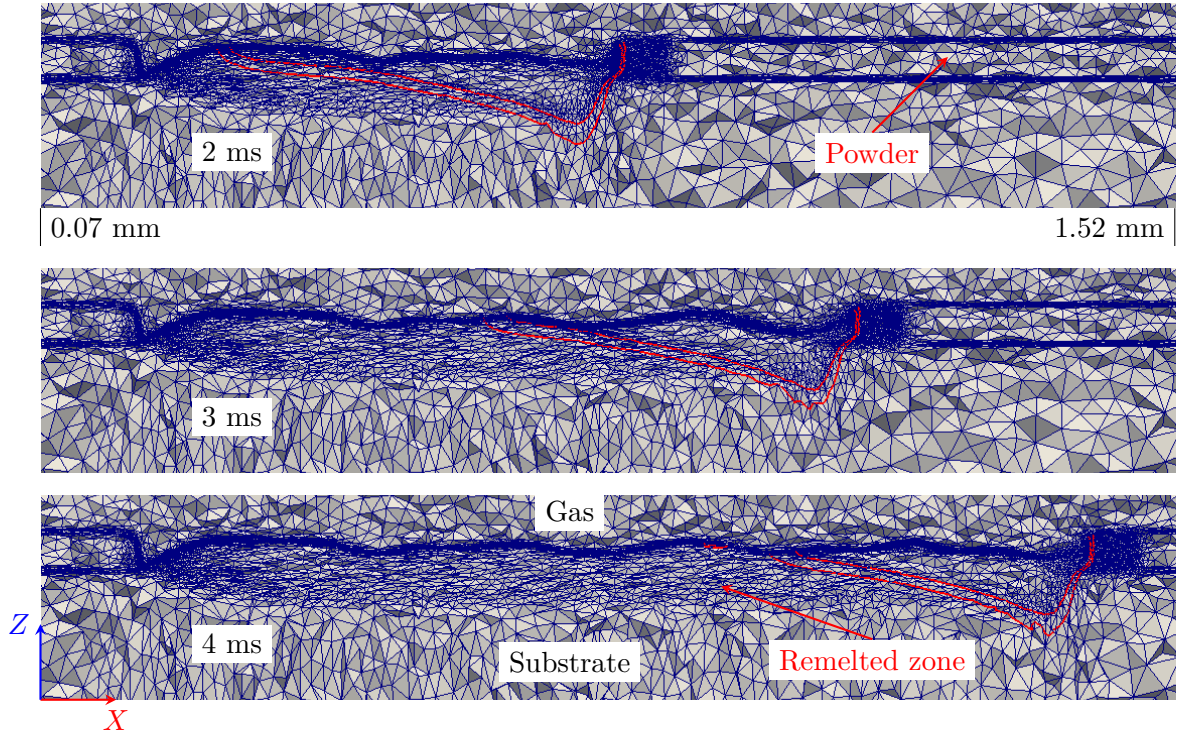 2 ms
Powder
0.07 mm
1.52 mm
3 ms
Gas
4 ms
Substrate
Remelted zone
Z
X